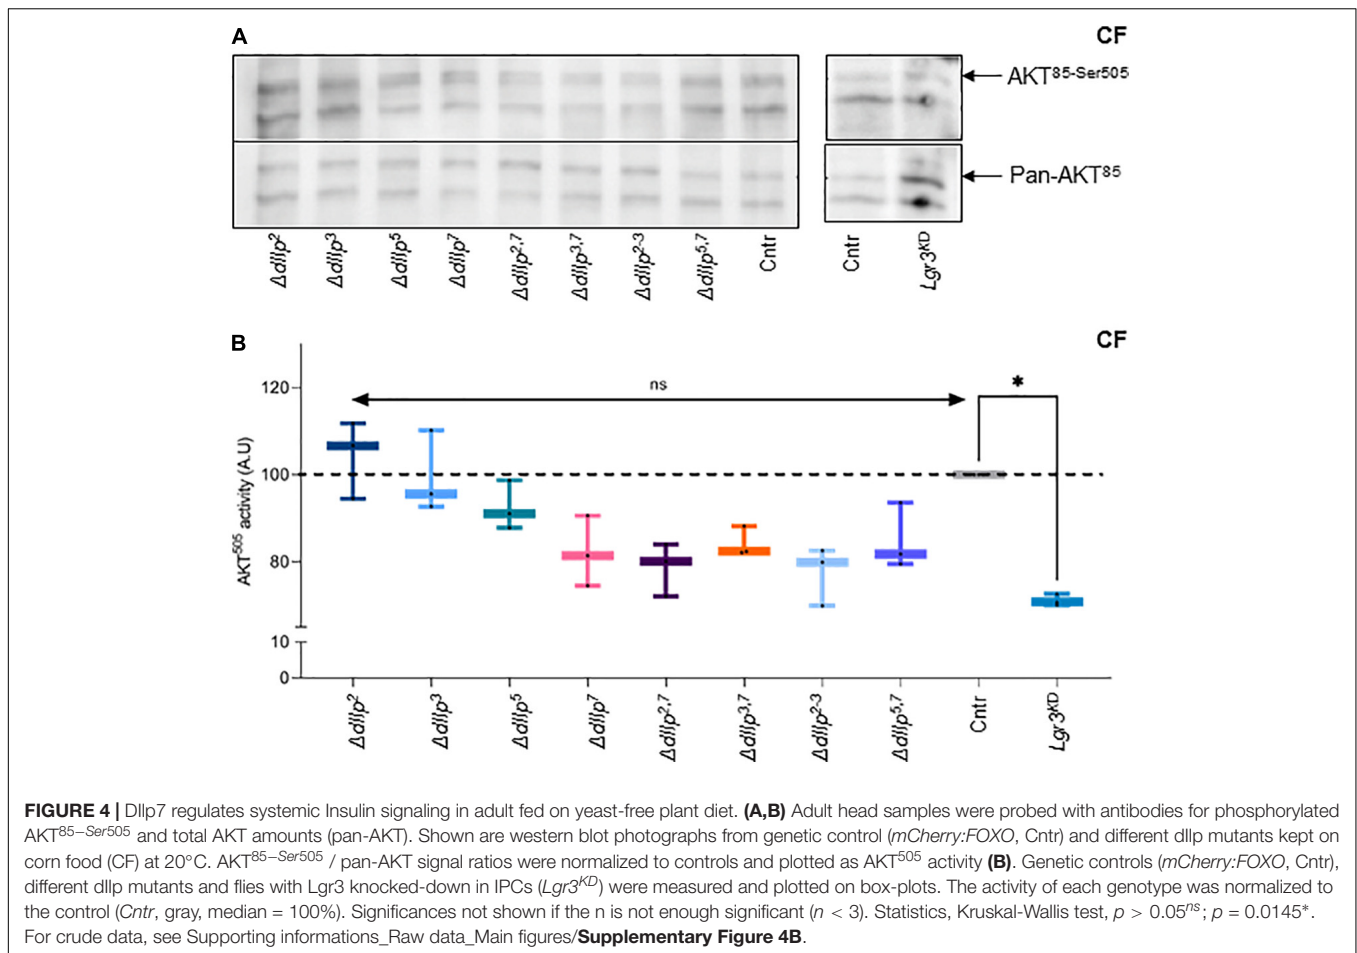 A
CF
AKT85-Ser505
Pan-AKT85
ΔdIlp2
ΔdIlp3
ΔdIlp5
ΔdIlp7
ΔdIlp2,7
ΔdIlp3,7
ΔdIlp2-3
ΔdIlp5,7
Cntr
Cntr
Lgr3KD
B
CF
AKT505 activity (A.U)
120
100
80
10
0
ns
*
ΔdIlp2
ΔdIlp3
ΔdIlp5
ΔdIlp7
ΔdIlp2,7
ΔdIlp3,7
ΔdIlp2-3
ΔdIlp5,7
Cntr
Lgr3KD
FIGURE 4 | DIlp7 regulates systemic Insulin signaling in adult fed on yeast-free plant diet. (A,B) Adult head samples were probed with antibodies for phosphorylated
AKT85−Ser505 and total AKT amounts (pan-AKT). Shown are western blot photographs from genetic control (mCherry:FOXO, Cntr) and different dIlp mutants kept on
corn food (CF) at 20°C. AKT85−Ser505 / pan-AKT signal ratios were normalized to controls and plotted as AKT505 activity (B). Genetic controls (mCherry:FOXO, Cntr),
different dIlp mutants and flies with Lgr3 knocked-down in IPCs (Lgr3KD) were measured and plotted on box-plots. The activity of each genotype was normalized to
the control (Cntr, gray, median = 100%). Significances not shown if the n is not enough significant (n < 3). Statistics, Kruskal-Wallis test, p > 0.05ns; p = 0.0145*.
For crude data, see Supporting informations_Raw data_Main figures/Supplementary Figure 4B.